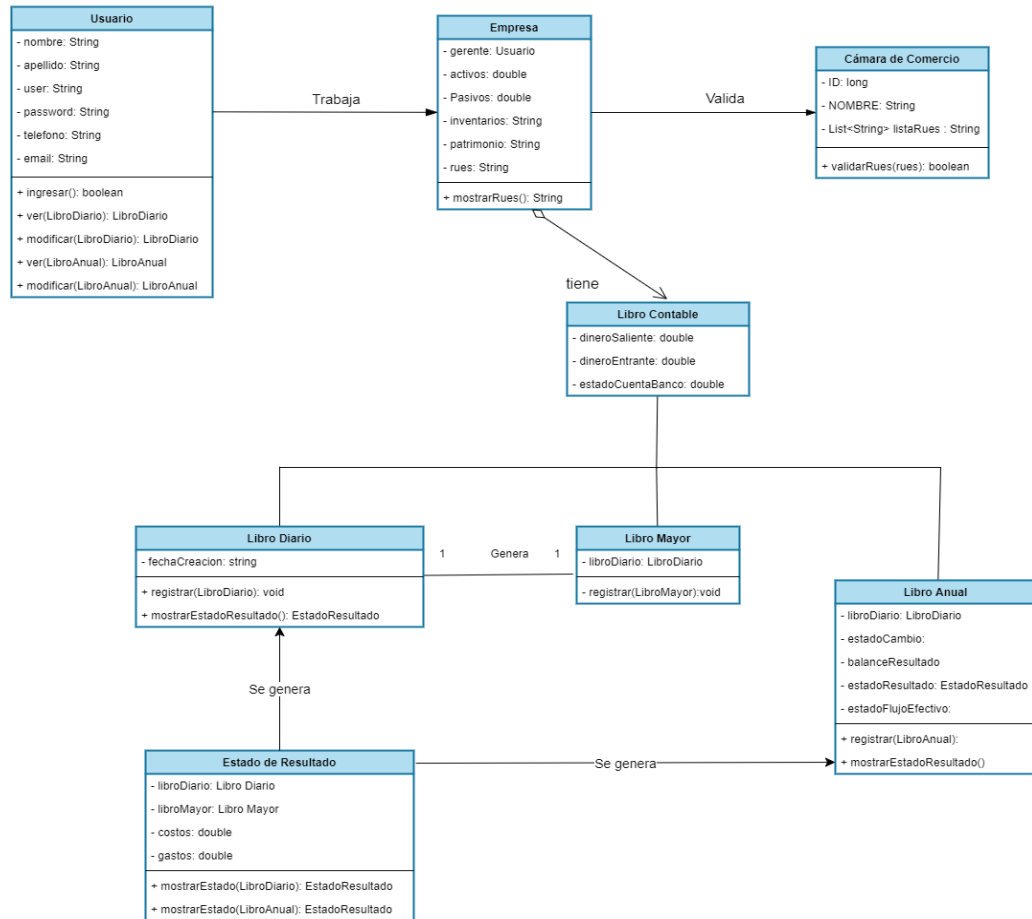 Usuario
- nombre: String
- apellido: String
- user: String
- password: String
- telefono: String
- email: String
+ ingresar(): boolean
+ ver(LibroDiario): LibroDiario
+ modificar(LibroDiario): LibroDiario
+ ver(LibroAnual): LibroAnual
+ modificar(LibroAnual): LibroAnual
Trabaja
Empresa
- gerente: Usuario
- activos: double
- Pasivos: double
- inventarios: String
- patrimonio: String
- rues: String
+ mostrarRues(): String
Valida
Cámara de Comercio
- ID: long
- NOMBRE: String
- List<String> listaRues : String
+ validarRues(rues): boolean
tiene
Libro Contable
- dineroSaliente: double
- dineroEntrante: double
- estadoCuentaBanco: double
Libro Diario
- fechaCreacion: string
+ registrar(LibroDiario): void
+ mostrarEstadoResultado(): EstadoResultado
1 Genera 1
Libro Mayor
- libroDiario: LibroDiario
- registrar(LibroMayor):void
Libro Anual
- libroDiario: LibroDiario
- estadoCambio:
- balanceResultado
- estadoResultado: EstadoResultado
- estadoFlujoEfectivo:
+ registrar(LibroAnual):
+ mostrarEstadoResultado()
Se genera
Estado de Resultado
- libroDiario: Libro Diario
- libroMayor: Libro Mayor
- costos: double
- gastos: double
+ mostrarEstado(LibroDiario): EstadoResultado
+ mostrarEstado(LibroAnual): EstadoResultado
Se genera